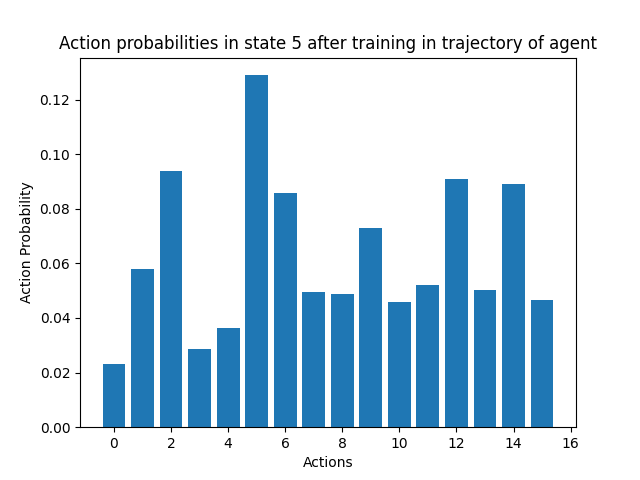 Action probabilities in state 5 after training in trajectory of agent
0.12
0.10
0.08
0.06
0.04
0.02
0.00
Action Probability
0 2 4 6 8 10 12 14 16
Actions